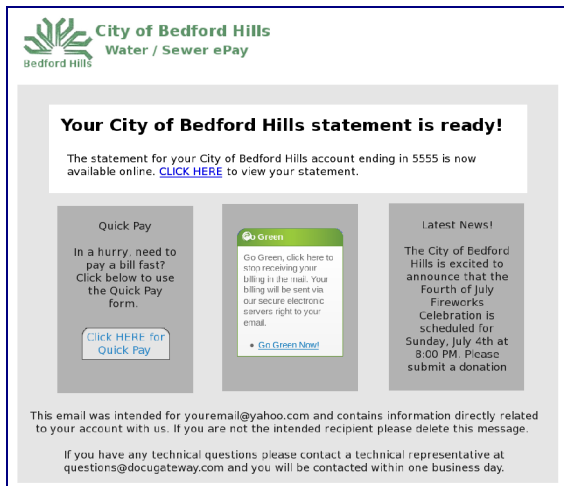 City of Bedford Hills
Water / Sewer ePay
Bedford Hills
Your City of Bedford Hills statement is ready!
The statement for your City of Bedford Hills account ending in 5555 is now
available online. CLICK HERE to view your statement.
Quick Pay
In a hurry, need to
pay a bill fast?
Click below to use
the Quick Pay
form.
Click HERE for
Quick Pay
Go Green
Go Green, click here to
stop receiving your
billing in the mail. Your
billing will be sent via
our secure electronic
servers right to your
email.
• Go Green Now!
Latest News!
The City of Bedford
Hills is excited to
announce that the
Fourth of July
Fireworks
Celebration is
scheduled for
Sunday, July 4th at
8:00 PM. Please
submit a donation
This email was intended for youremail@yahoo.com and contains information directly related
to your account with us. If you are not the intended recipient please delete this message.
If you have any technical questions please contact a technical representative at
questions@docugateway.com and you will be contacted within one business day.